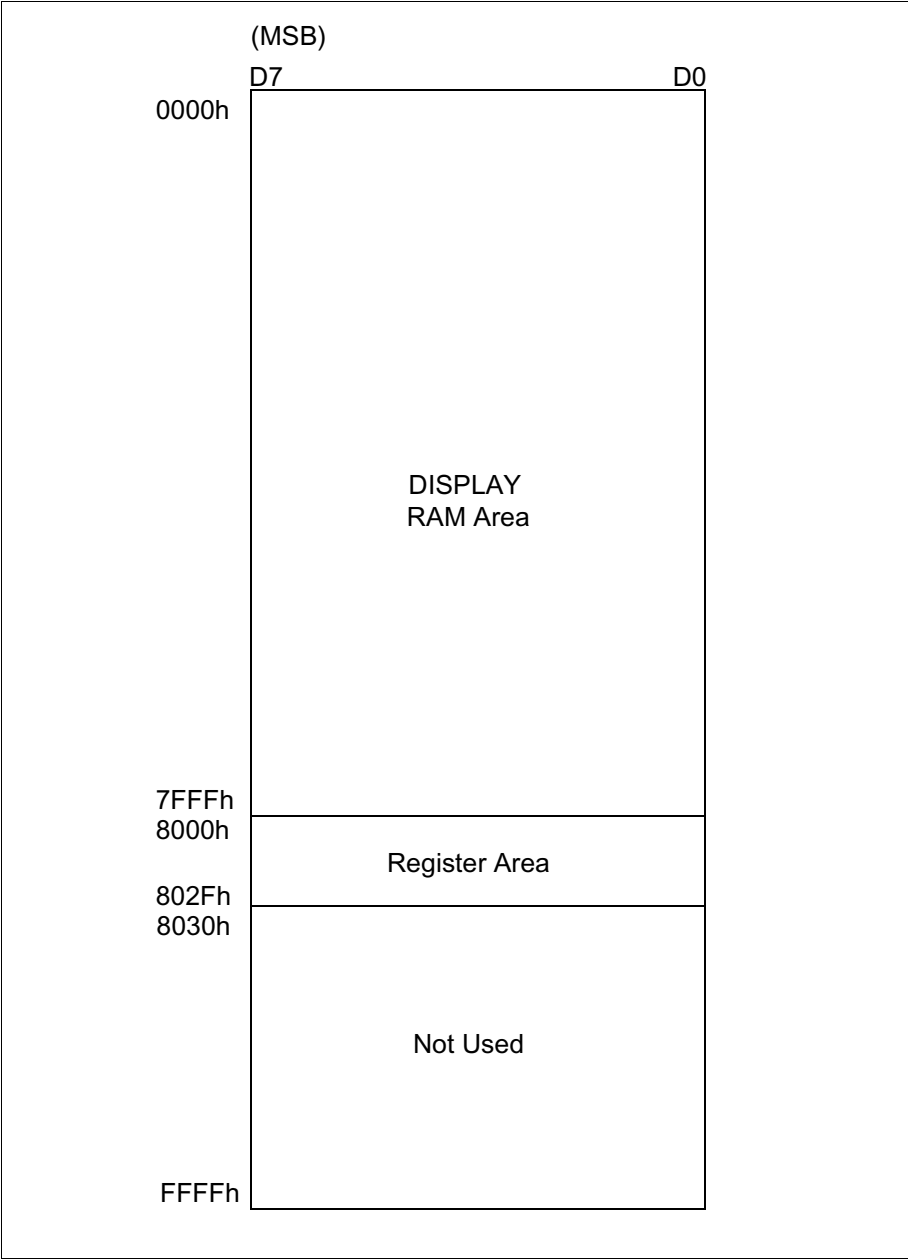 (MSB)
D7 D0
0000h
DISPLAY
RAM Area
7FFFh
8000h
Register Area
802Fh
8030h
Not Used
FFFFh